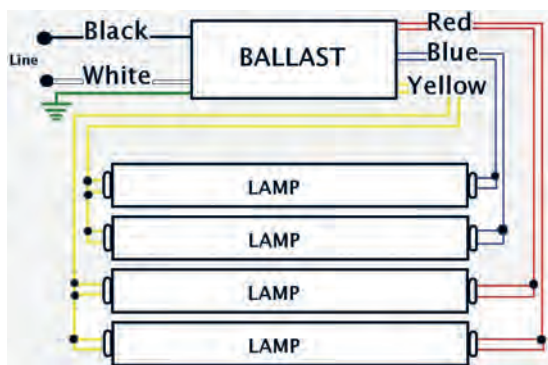 Black
Red
Line
BALLAST
Blue
White
Yellow
LAMP
LAMP
LAMP
LAMP